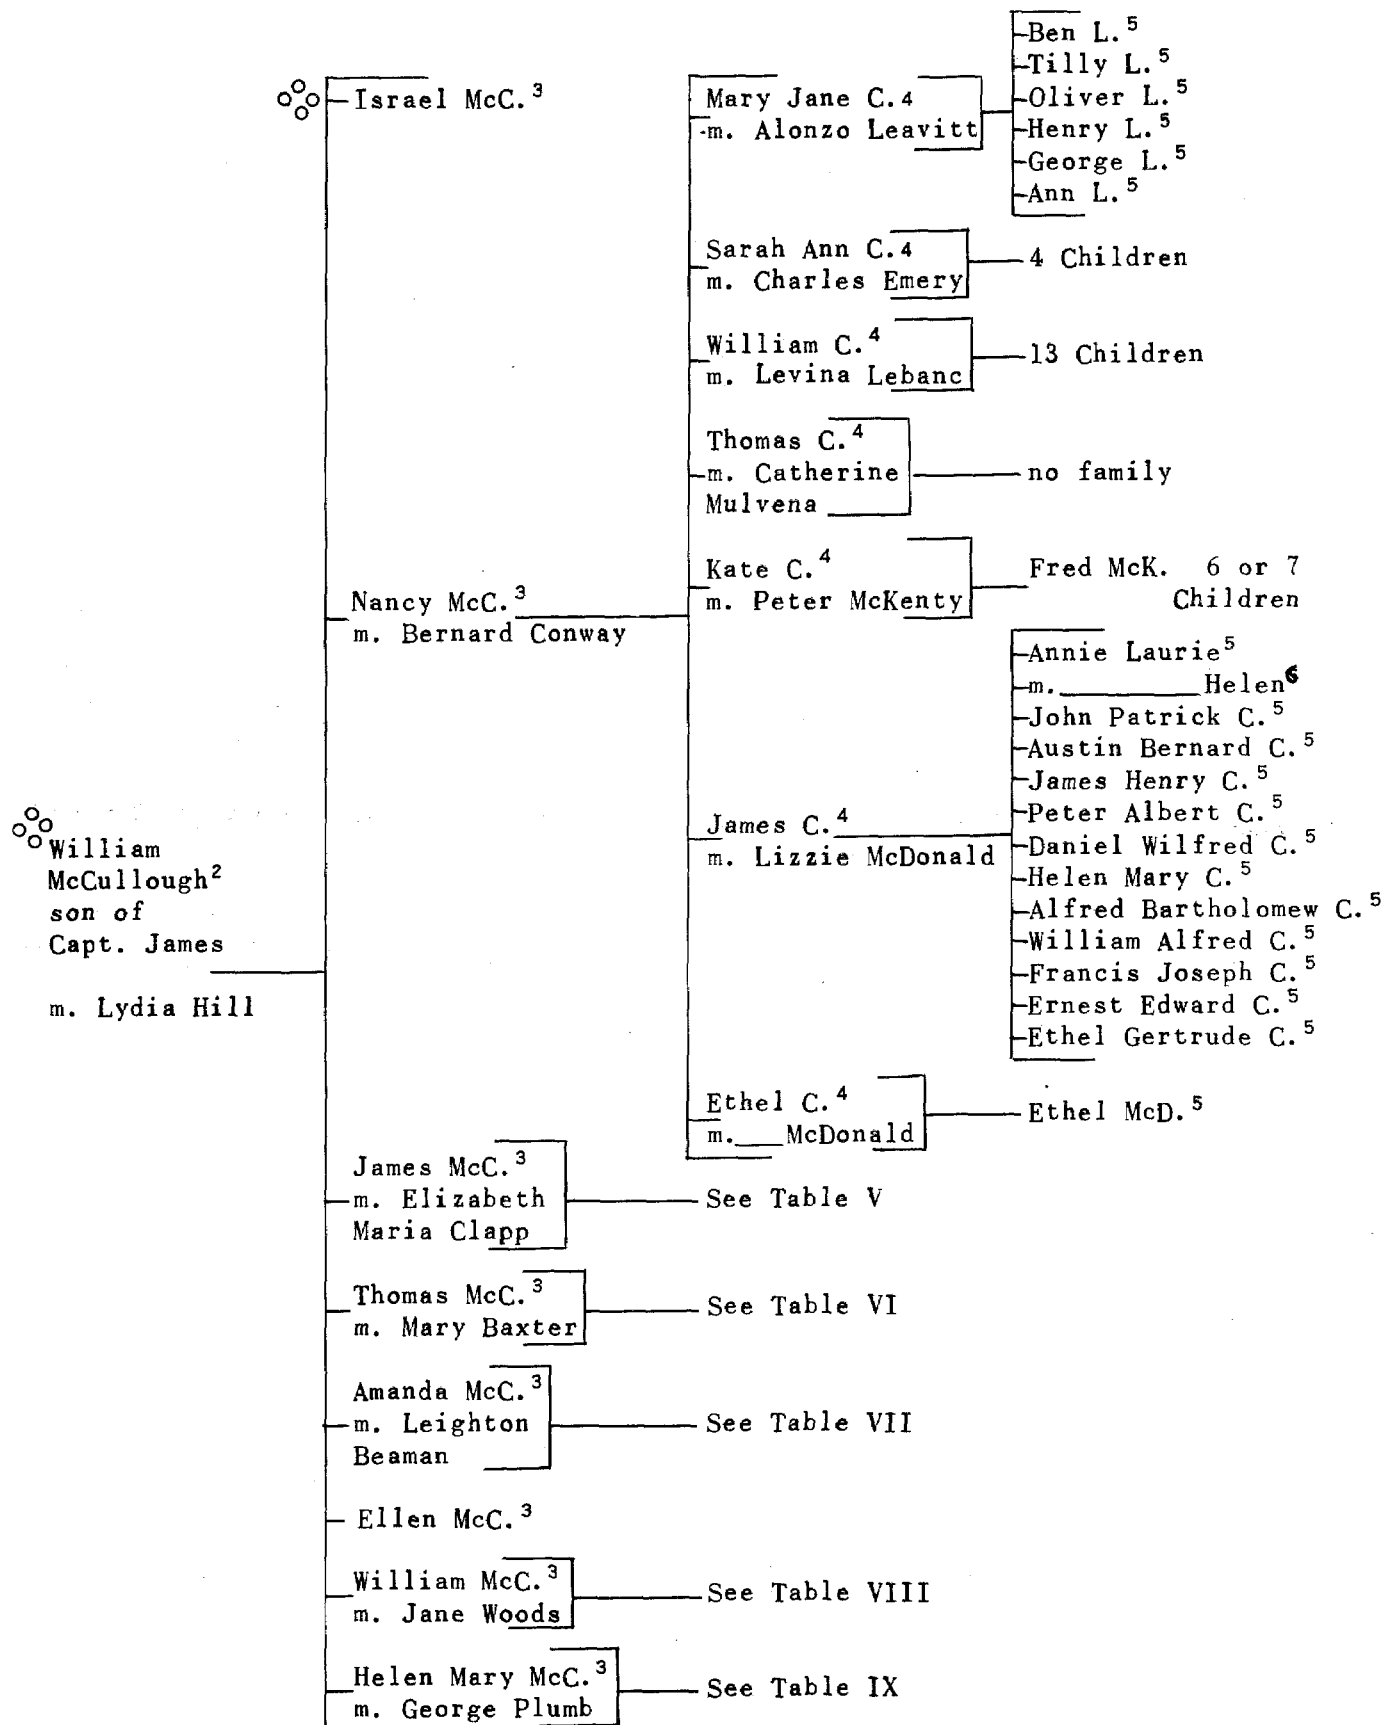 William
McCullough²
son of
Capt. James
m. Lydia Hill
Israel McC.³
Nancy McC.³
m. Bernard Conway
Mary Jane C.4
m. Alonzo Leavitt
Ben L.⁵
Tilly L.⁵
Oliver L.⁵
Henry L.⁵
George L.⁵
Ann L.⁵
Sarah Ann C.4
m. Charles Emery
4 Children
William C.⁴
m. Levina Lebanc
13 Children
Thomas C.⁴
m. Catherine
Mulvena
no family
Kate C.⁴
m. Peter McKenty
Fred McK. 6 or 7
Children
James C.⁴
m. Lizzie McDonald
Annie Laurie⁵
m.__________Helen⁶
John Patrick C.⁵
Austin Bernard C.⁵
James Henry C.⁵
Peter Albert C.⁵
Daniel Wilfred C.⁵
Helen Mary C.⁵
Alfred Bartholomew C.⁵
William Alfred C.⁵
Francis Joseph C.⁵
Ernest Edward C.⁵
Ethel Gertrude C.⁵
Ethel C.⁴
m.___McDonald
Ethel McD.⁵
James McC.³
m. Elizabeth
Maria Clapp
See Table V
Thomas McC.³
m. Mary Baxter
See Table VI
Amanda McC.³
m. Leighton
Beaman
See Table VII
Ellen McC.³
William McC.³
m. Jane Woods
See Table VIII
Helen Mary McC.³
m. George Plumb
See Table IX